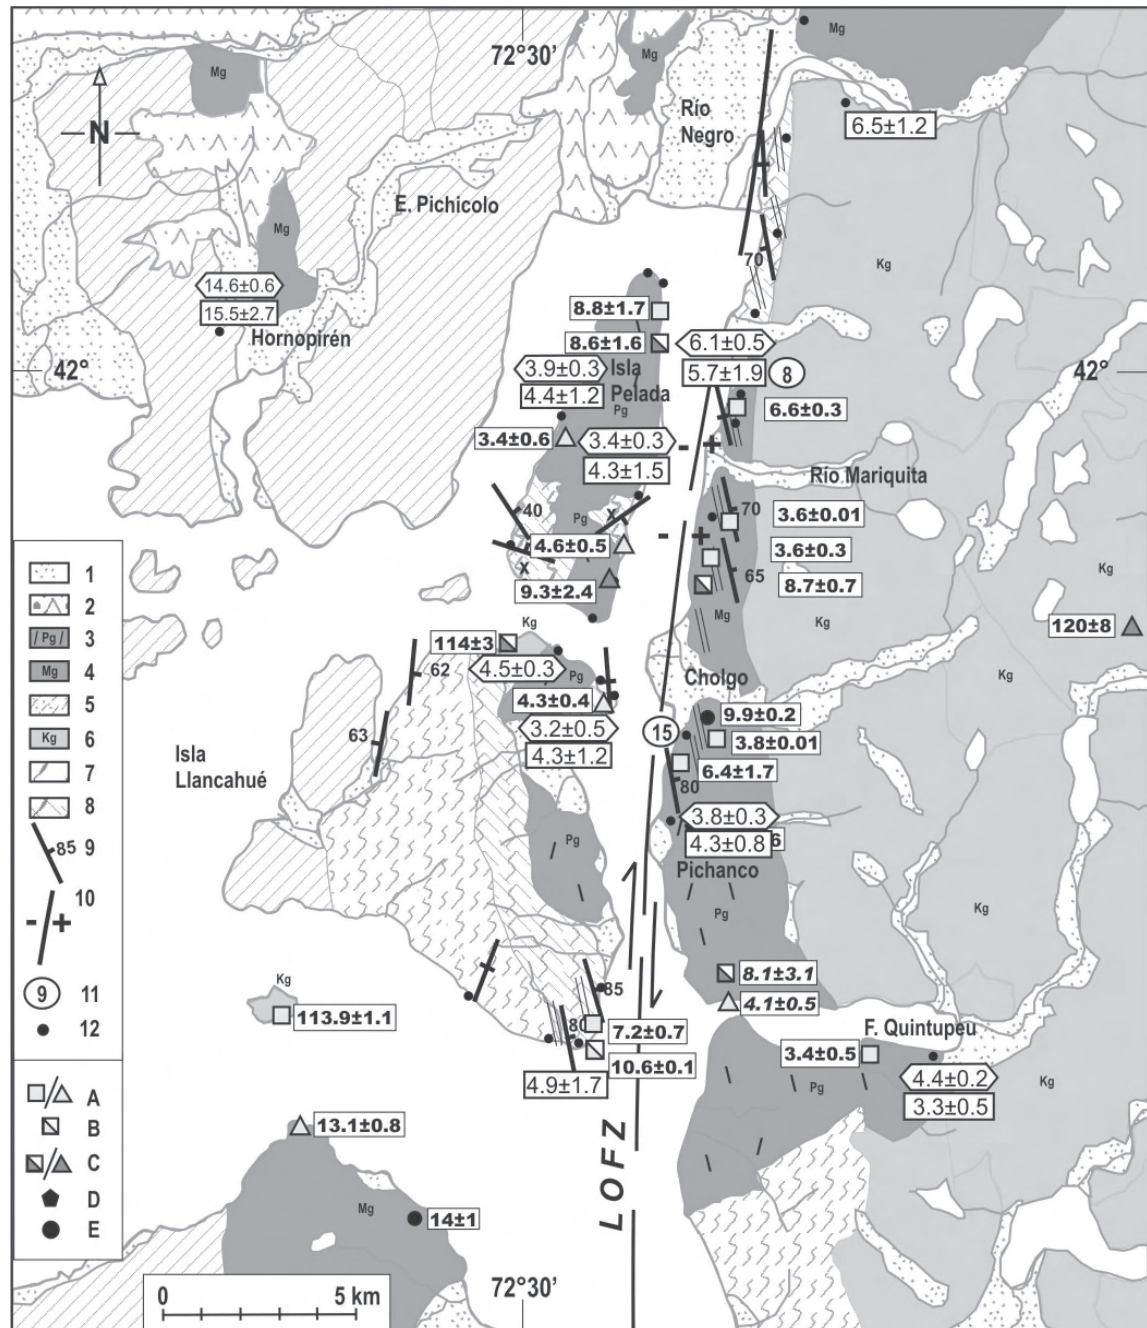 72°30’
Mg
Mg
Mg
Río
Negro
6.5±1.2
N
E. Pichicolo
Mg
Kg
70
14.6±0.6
15.5±2.7
Hornopirén
8.8±1.7
8.6±1.6
6.1±0.5
5.7±1.9
8
42°
42°
3.9±0.3
4.4±1.2
Isla
Pelada
Pg
6.6±0.3
3.4±0.6
3.4±0.3
4.3±1.5
- +
Río Mariquita
40
Pg
x
70
3.6±0.01
4.6±0.5
- +
3.6±0.3
x
65
8.7±0.7
9.3±2.4
Mg
Kg
Kg
Kg
120±8
114±3
62
4.5±0.3
Pg
Cholgo
4.3±0.4
9.9±0.2
63
3.2±0.5
4.3±1.2
15
3.8±0.01
Isla
Llancahué
6.4±1.7
80
3.8±0.3
4.3±0.8
6
Pg
Pichanco
Pg
Kg
Kg
8.1±3.1
85
4.1±0.5
113.9±1.1
80
7.2±0.7
F. Quintupeu
10.6±0.1
3.4±0.5
4.9±1.7
Pg
4.4±0.2
3.3±0.5
Kg
13.1±0.8
LOFZ
Mg
14±1
72°30’
0 5 km
1
2
/ Pg / 3
Mg 4
5
Kg 6
7
8
85 9
10
- +
9 11
12
/ A
B
/ C
D
E